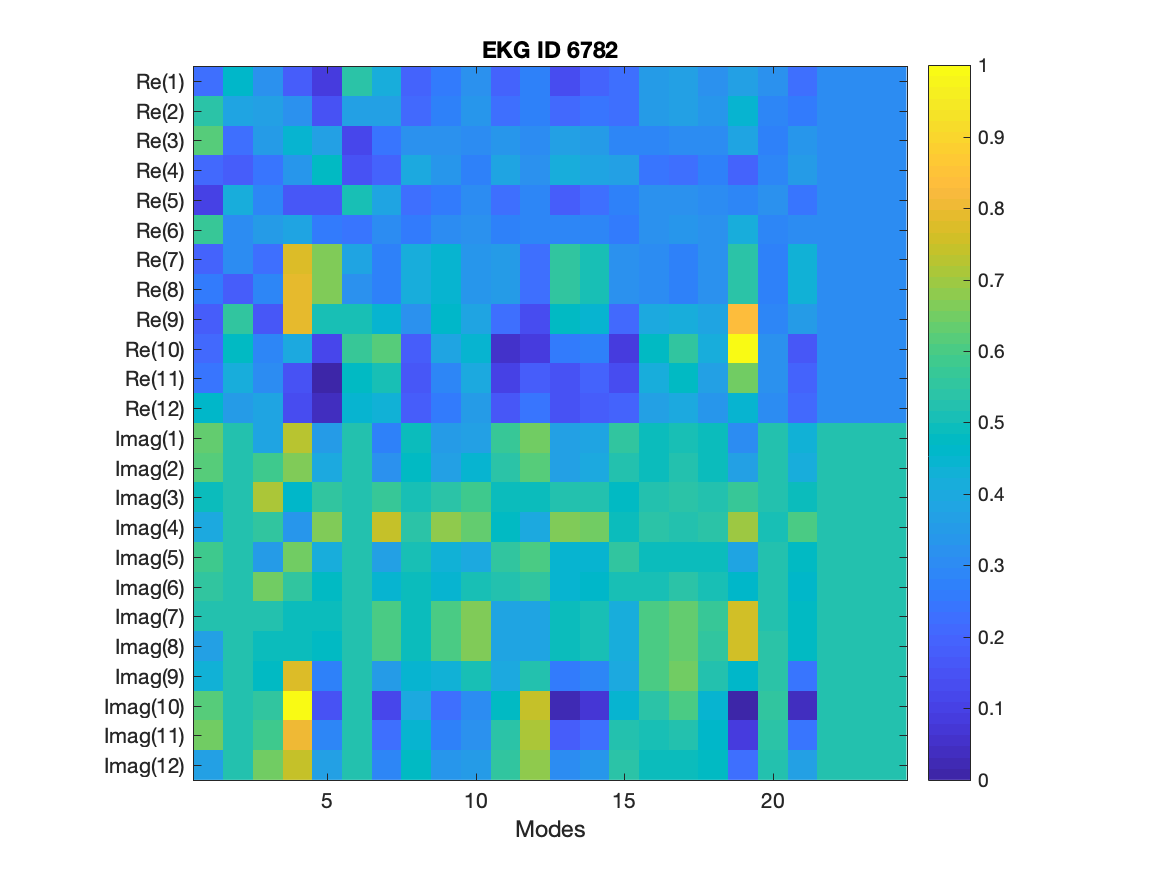 EKG ID 6782
Re(1)
Re(2)
Re(3)
Re(4)
Re(5)
Re(6)
Re(7)
Re(8)
Re(9)
Re(10)
Re(11)
Re(12)
Imag(1)
Imag(2)
Imag(3)
Imag(4)
Imag(5)
Imag(6)
Imag(7)
Imag(8)
Imag(9)
Imag(10)
Imag(11)
Imag(12)
5 10 15 20
Modes
1
0.9
0.8
0.7
0.6
0.5
0.4
0.3
0.2
0.1
0